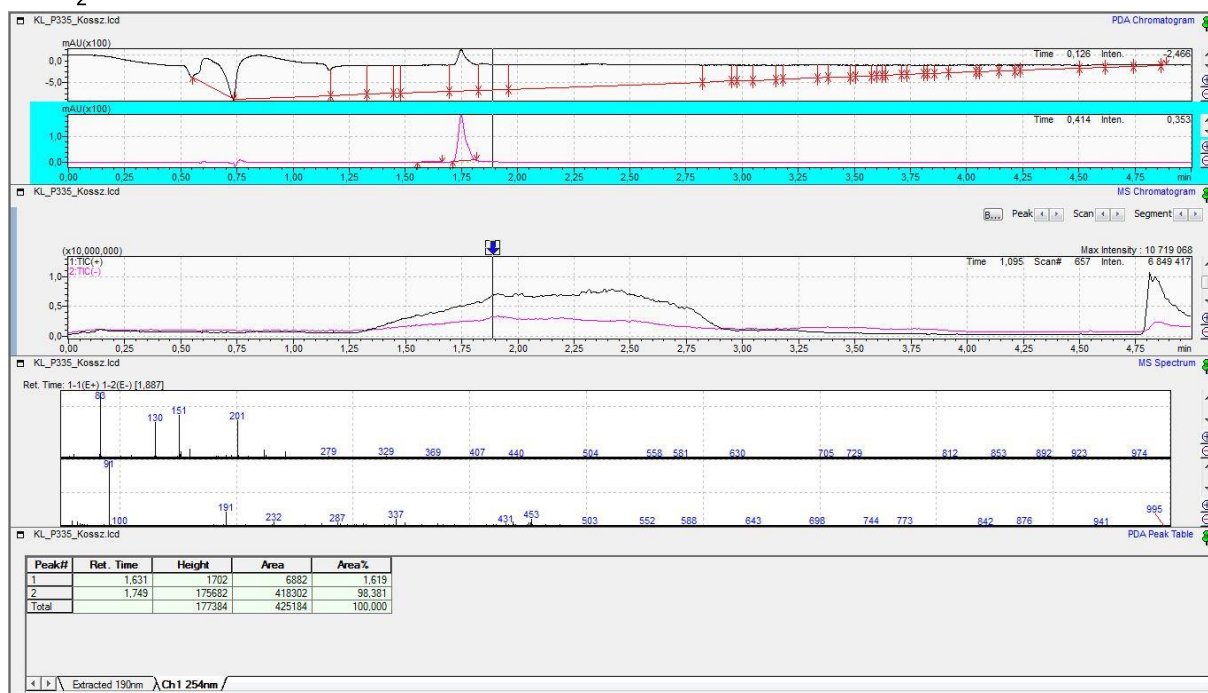 2
KL_P335_Kossz.lcd PDA Chromatogram
mAU(x100)
Time 0,126 Inten. -2,466
0,0
-5,0
mAU(x100)
Time 0,414 Inten. 0,353
1,0
0,0
0,00 0,25 0,50 0,75 1,00 1,25 1,50 1,75 2,00 2,25 2,50 2,75 3,00 3,25 3,50 3,75 4,00 4,25 4,50 4,75 min
KL_P335_Kossz.lcd MS Chromatogram
B... Peak Scan Segment
(x10,000,000) Max Intensity : 10 719 068
1:TIC(+) Time 1,095 Scan# 657 Inten. 6 849 417
2:TIC(-)
1,0
0,5
0,0
0,00 0,25 0,50 0,75 1,00 1,25 1,50 1,75 2,00 2,25 2,50 2,75 3,00 3,25 3,50 3,75 4,00 4,25 4,50 4,75 min
KL_P335_Kossz.lcd MS Spectrum
Ret. Time: 1-1(E+) 1-2(E-) [1,887]
83 130 151 201 279 329 369 407 440 504 558 581 630 705 729 812 853 892 923 974
91 100 191 232 287 337 431 453 503 552 588 643 698 744 773 842 876 941 995
KL_P335_Kossz.lcd PDA Peak Table
Peak# Ret. Time Height Area Area%
1 1,631 1702 6882 1,619
2 1,749 175682 418302 98,381
Total 177384 425184 100,000
Extracted 190nm Ch1 254nm